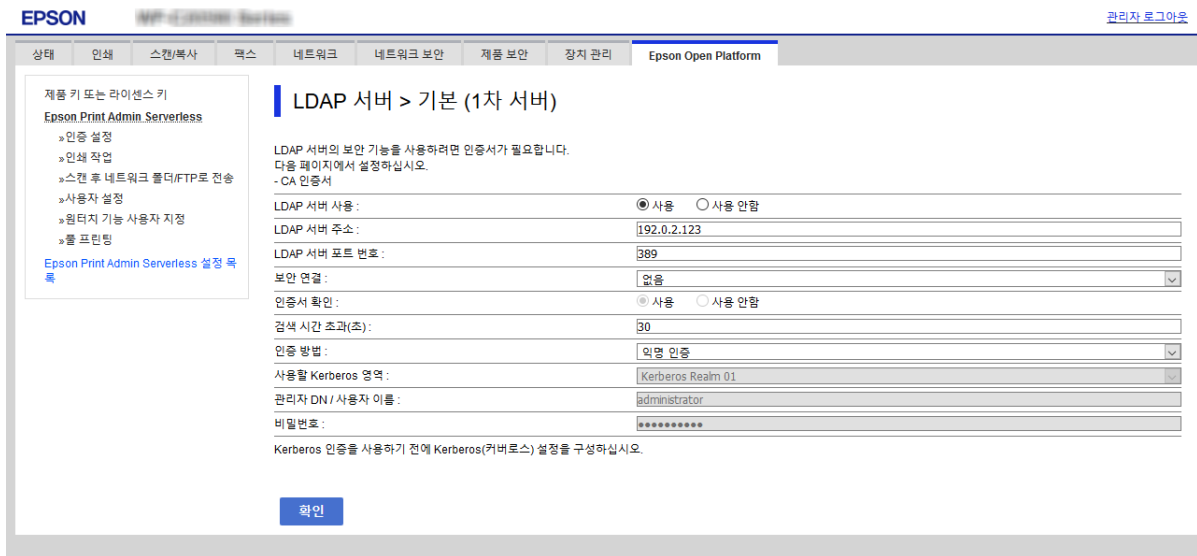 EPSON
관리자 로그아웃
상태 인쇄 스캔/복사 팩스 네트워크 네트워크 보안 제품 보안 장치 관리 Epson Open Platform
제품 키 또는 라이센스 키
Epson Print Admin Serverless
»인증 설정
»인쇄 작업
»스캔 후 네트워크 폴더/FTP로 전송
»사용자 설정
»원터치 기능 사용자 지정
»풀 프린팅
Epson Print Admin Serverless 설정 목
록
LDAP 서버 > 기본 (1차 서버)
LDAP 서버의 보안 기능을 사용하려면 인증서가 필요합니다.
다음 페이지에서 설정하십시오.
- CA 인증서
LDAP 서버 사용 : 사용 사용 안함
LDAP 서버 주소 : 192.0.2.123
LDAP 서버 포트 번호 : 389
보안 연결 : 없음
인증서 확인 : 사용 사용 안함
검색 시간 초과(초) : 30
인증 방법 : 익명 인증
사용할 Kerberos 영역 : Kerberos Realm 01
관리자 DN / 사용자 이름 : administrator
비밀번호 : ●●●●●●●●●●
Kerberos 인증을 사용하기 전에 Kerberos(커버로스) 설정을 구성하십시오.
확인